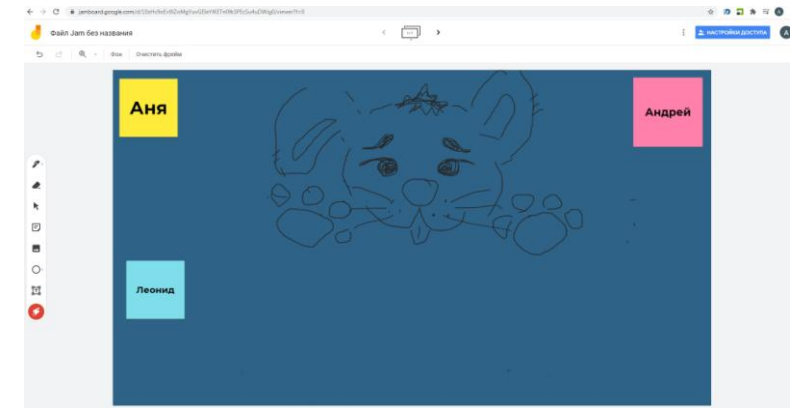 Файл Jam без названия
НАСТРОЙКИ ДОСТУПА
A
Фон
Очистить фрейм
Аня
Андрей
Леонид